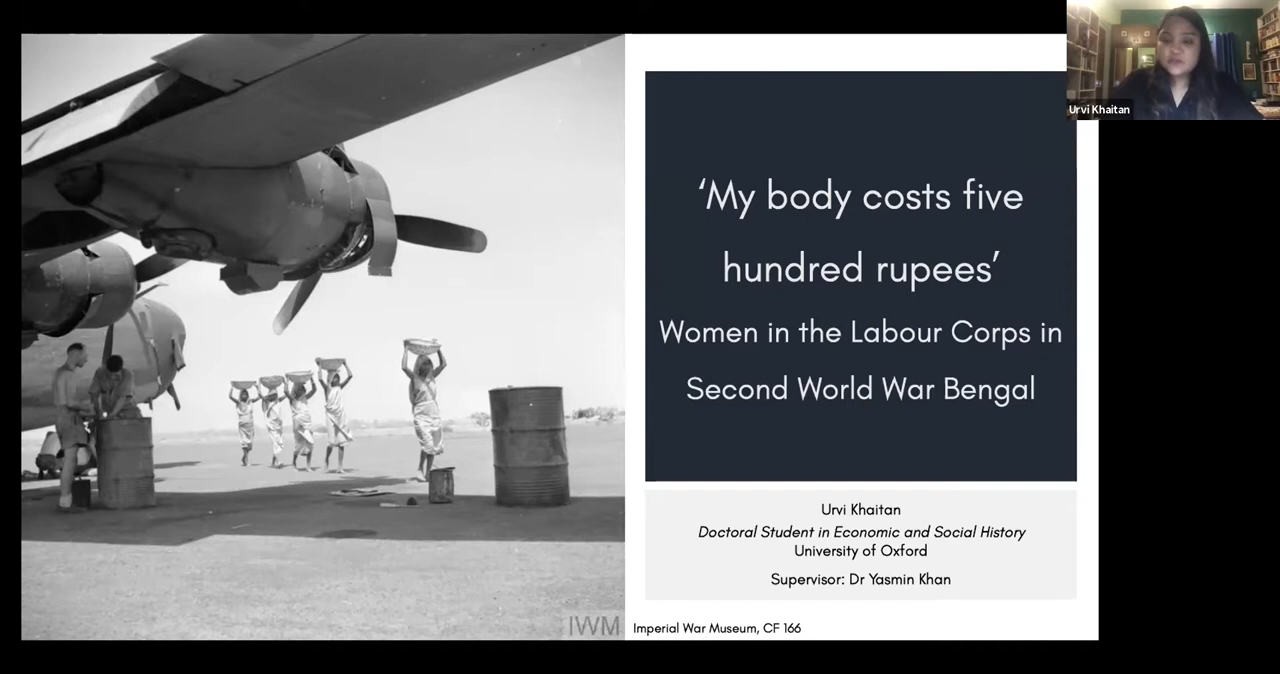 Urvi Khaitan
‘My body costs five
hundred rupees’
Women in the Labour Corps in
Second World War Bengal
Urvi Khaitan
Doctoral Student in Economic and Social History
University of Oxford
Supervisor: Dr Yasmin Khan
IWM
Imperial War Museum, CF 166